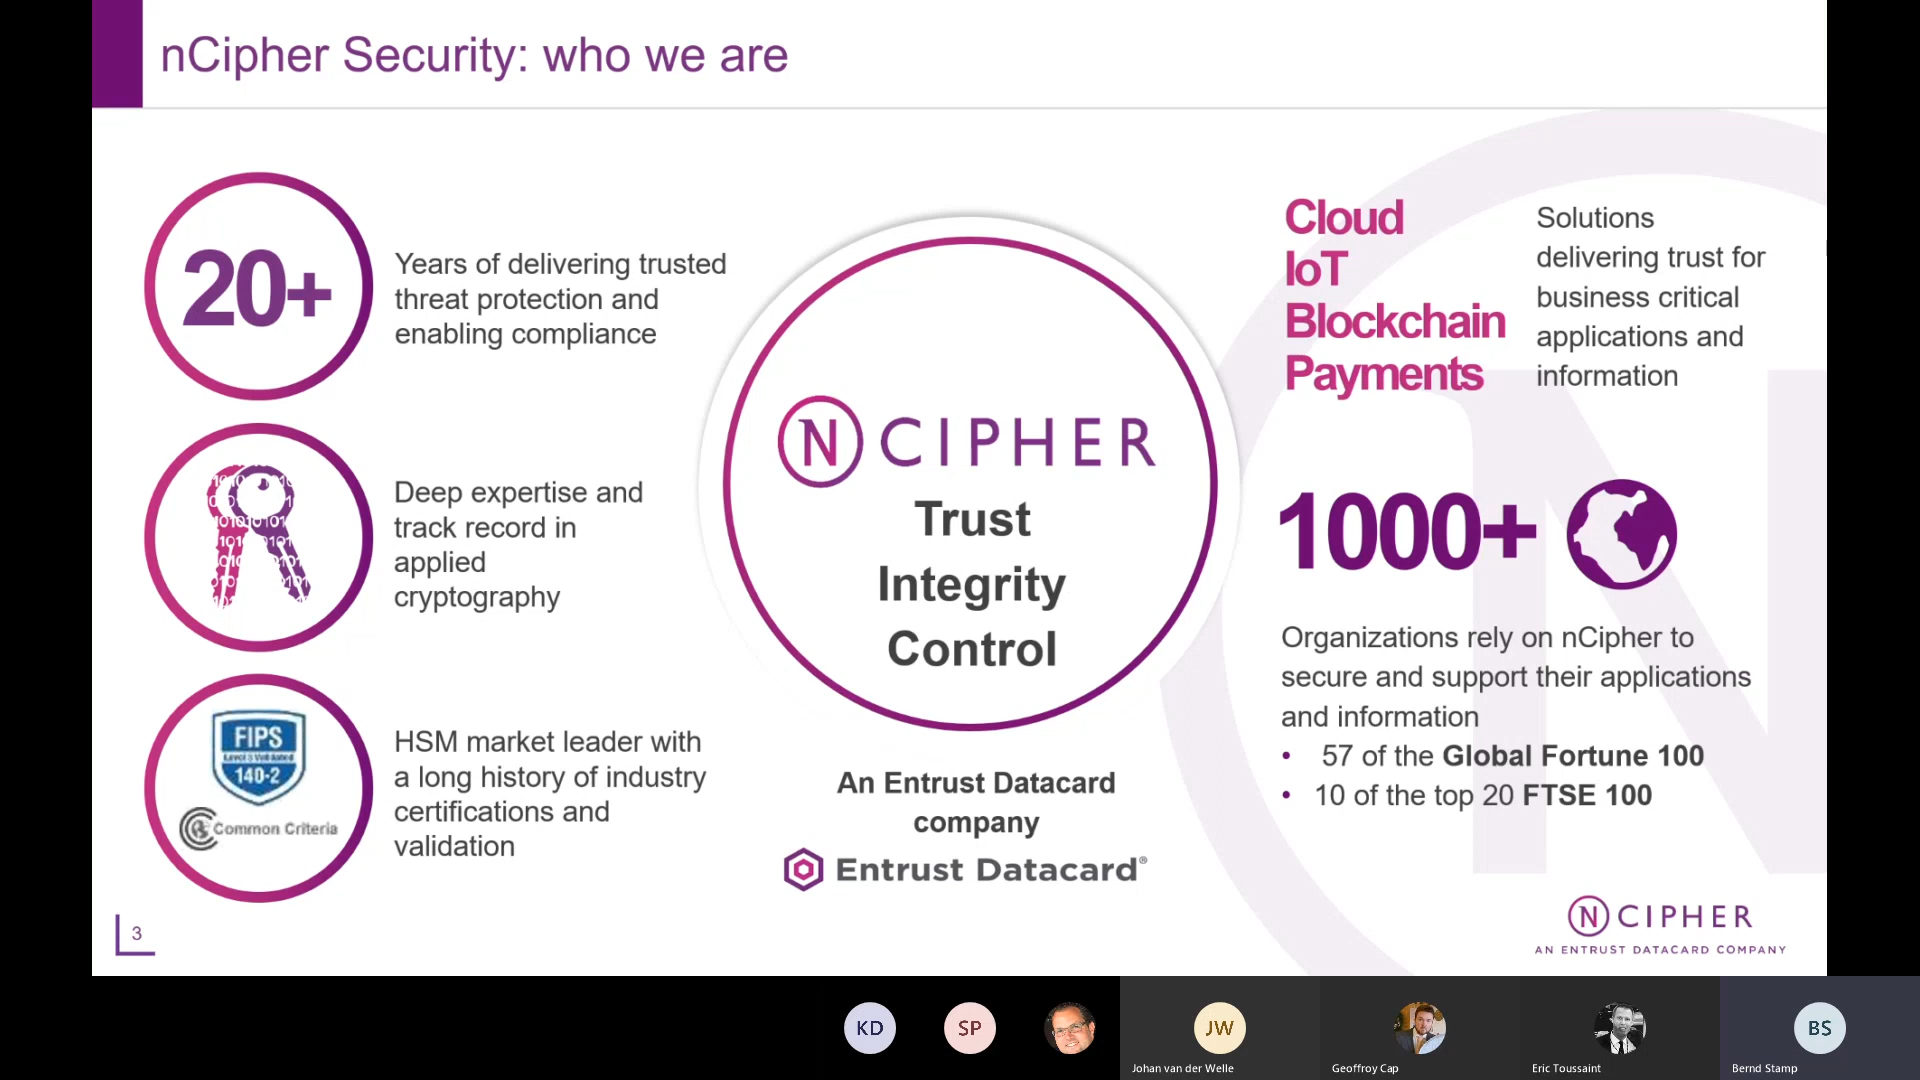 nCipher Security: who we are
20+
Years of delivering trusted
threat protection and
enabling compliance
Deep expertise and
track record in
applied
cryptography
FIPS
Level 3 Validated
140-2
Common Criteria
HSM market leader with
a long history of industry
certifications and
validation
N CIPHER
Trust
Integrity
Control
An Entrust Datacard
company
Entrust Datacard®
Cloud
IoT
Blockchain
Payments
Solutions
delivering trust for
business critical
applications and
information
1000+
Organizations rely on nCipher to
secure and support their applications
and information
• 57 of the Global Fortune 100
• 10 of the top 20 FTSE 100
3
N CIPHER
AN ENTRUST DATACARD COMPANY
KD
SP
JW
BS
Johan van der Welle
Geoffroy Cap
Eric Toussaint
Bernd Stamp